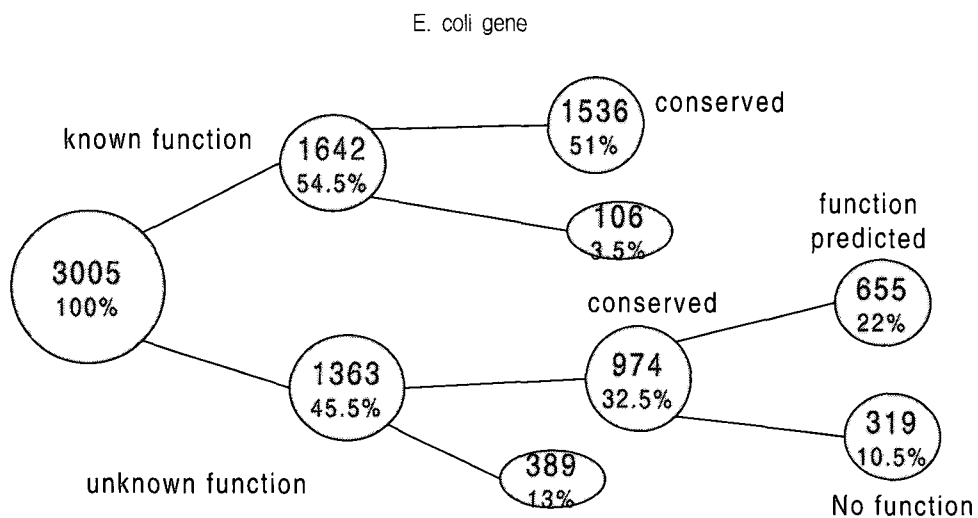 E. coli gene
known function
1642
54.5%
1536
51%
conserved
106
3.5%
3005
100%
function
predicted
655
22%
conserved
974
32.5%
1363
45.5%
319
10.5%
No function
389
13%
unknown function